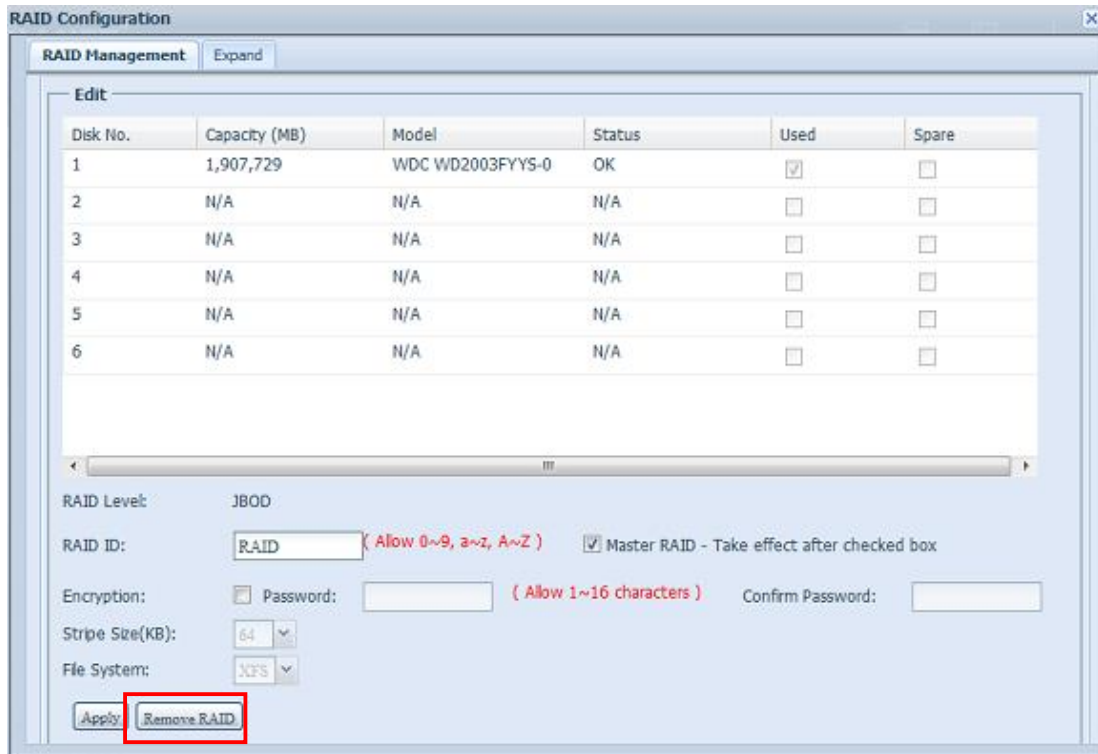 RAID Configuration
RAID Management Expand
Edit
Disk No. Capacity (MB) Model Status Used Spare
1 1,907,729 WDC WD2003FYYS-0 OK
2 N/A N/A N/A
3 N/A N/A N/A
4 N/A N/A N/A
5 N/A N/A N/A
6 N/A N/A N/A
RAID Level: JBOD
RAID ID: RAID ( Allow 0~9, a~z, A~Z ) Master RAID - Take effect after checked box
Encryption: Password: ( Allow 1~16 characters ) Confirm Password:
Stripe Size(KB): 64
File System: XFS
Apply Remove RAID